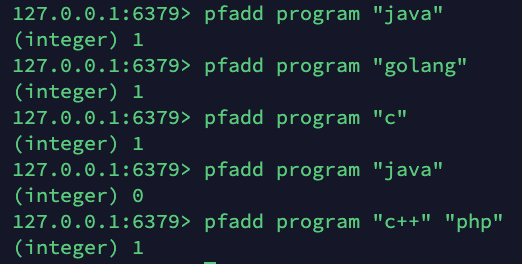 127.0.0.1:6379> pfadd program "java"
(integer) 1
127.0.0.1:6379> pfadd program "golang"
(integer) 1
127.0.0.1:6379> pfadd program "c"
(integer) 1
127.0.0.1:6379> pfadd program "java"
(integer) 0
127.0.0.1:6379> pfadd program "c++" "php"
(integer) 1